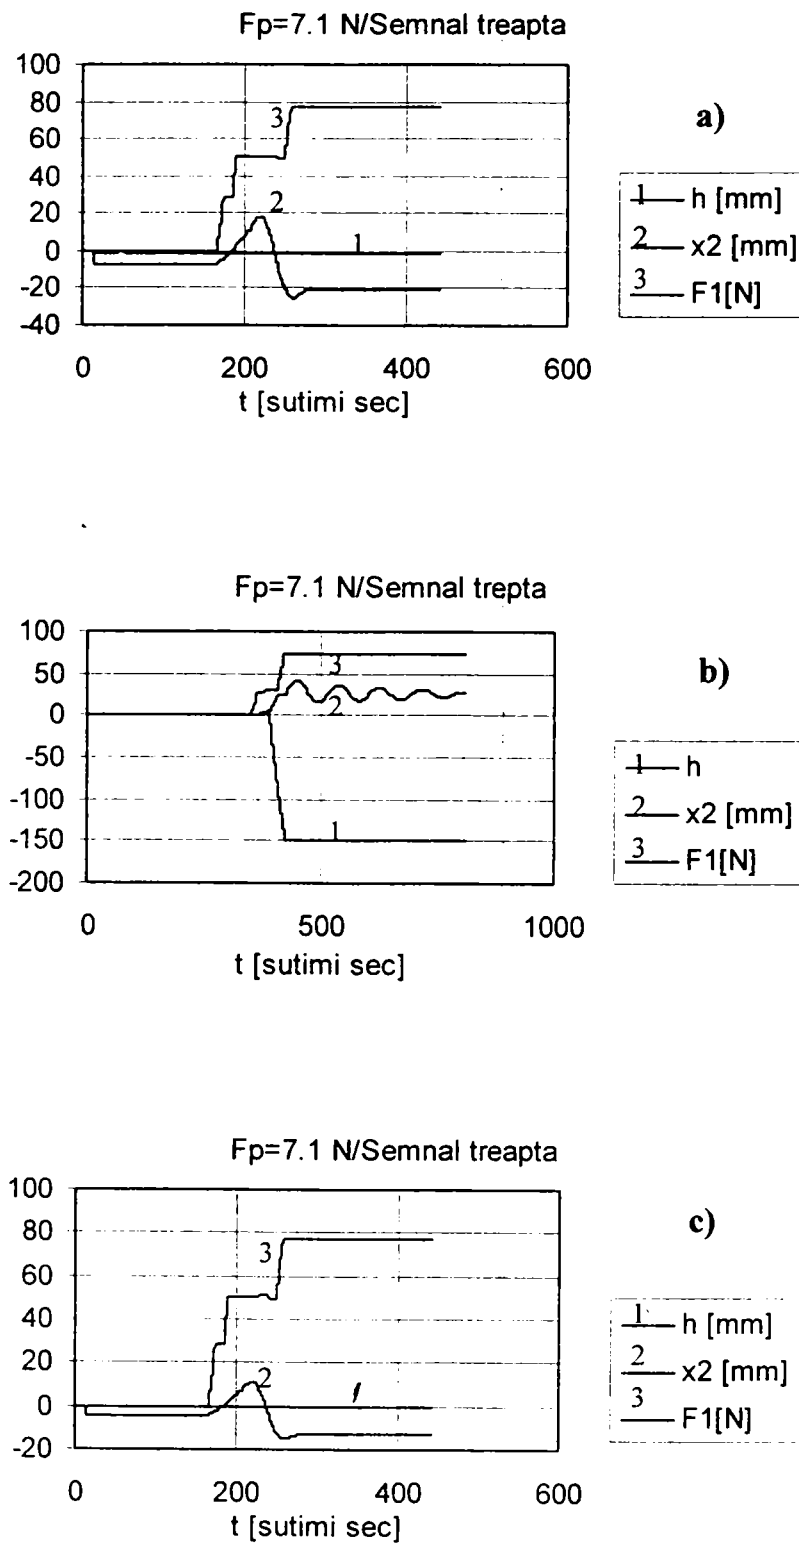 Fp=7.1 N/Semnal treapta
100
80
60
40
20
0
-20
-40
3
2
1
0
200
400
600
t [sutimi sec]
a)
1 h [mm]
2 x2 [mm]
3 F1[N]
Fp=7.1 N/Semnal trepta
100
50
0
-50
-100
-150
-200
3
2
1
0
500
1000
t [sutimi sec]
b)
1 h
2 x2 [mm]
3 F1[N]
Fp=7.1 N/Semnal treapta
100
80
60
40
20
0
-20
3
2
1
0
200
400
600
t [sutimi sec]
c)
1 h [mm]
2 x2 [mm]
3 F1[N]